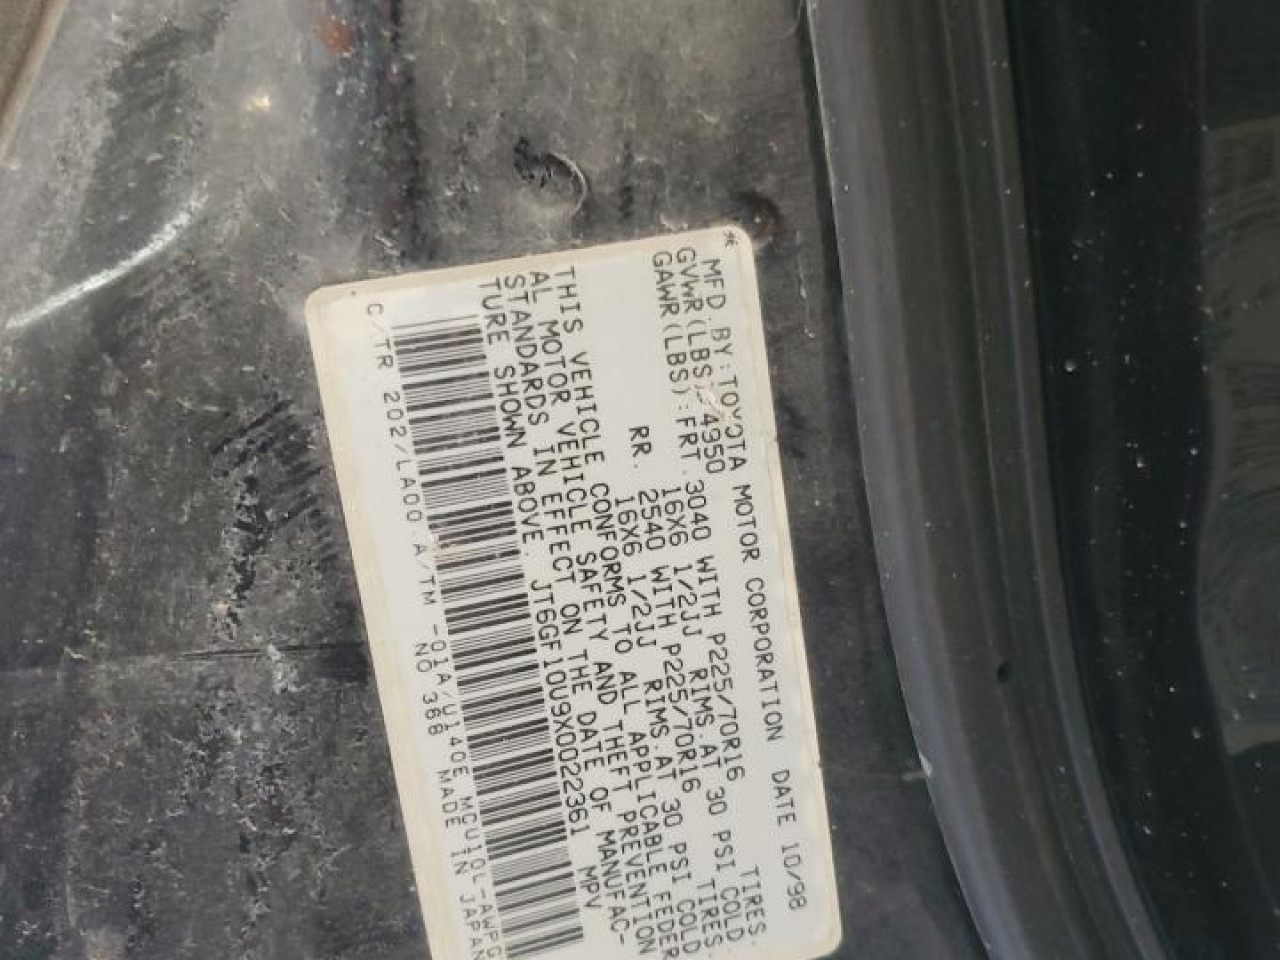 * MFD. BY: TOYOTA MOTOR CORPORATION DATE 10/98
GVWR(LBS): 4350
GAWR(LBS): FRT. 3040 WITH P225/70R16 TIRES.
16X6 1/2JJ RIMS.AT 30 PSI COLD
RR. 2540 WITH P225/70R16 TIRES.
16X6 1/2JJ RIMS.AT 30 PSI COLD
THIS VEHICLE CONFORMS TO ALL APPLICABLE FEDER
AL MOTOR VEHICLE SAFETY AND THEFT PREVENTION
STANDARDS IN EFFECT ON THE DATE OF MANUFAC-
TURE SHOWN ABOVE. JT6GF10U9X0022361 MPV
C/TR 202/LA00 A/TM -01A/U140E MCU10L-AWPG
NO 368 MADE IN JAPAN